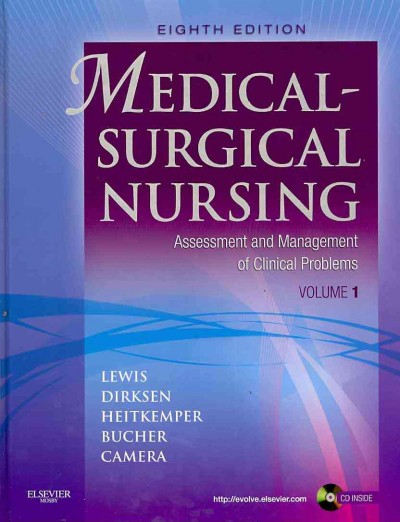 EIGHTH EDITION
MEDICAL-
SURGICAL
NURSING
Assessment and Management
of Clinical Problems
VOLUME 1
LEWIS
DIRKSEN
HEITKEMPER
BUCHER
CAMERA
ELSEVIER
MOSBY
http://evolve.elsevier.com
CD INSIDE